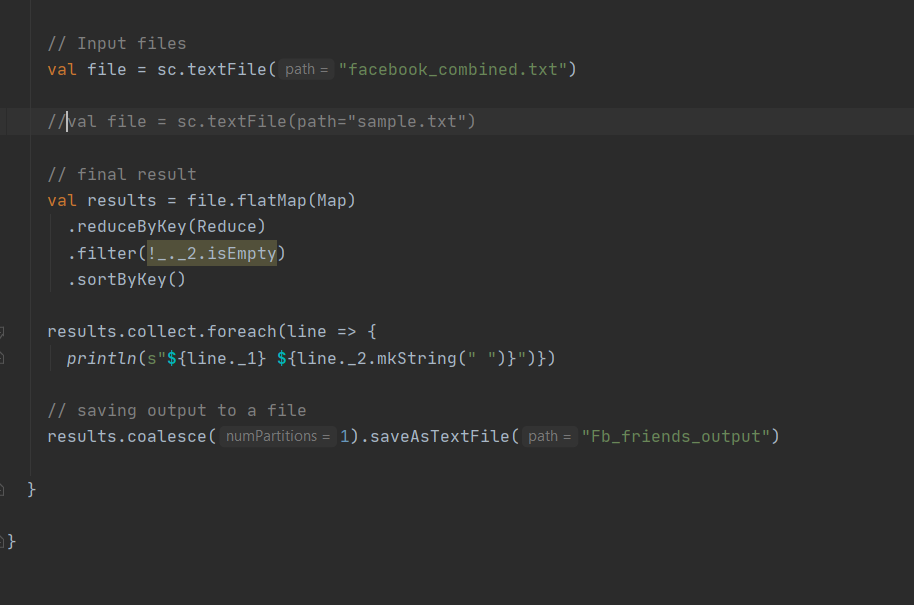 // Input files
val file = sc.textFile( path = "facebook_combined.txt")
//val file = sc.textFile(path="sample.txt")
// final result
val results = file.flatMap(Map)
.reduceByKey(Reduce)
.filter(!_._2.isEmpty)
.sortByKey()
results.collect.foreach(line => {
println(s"${line._1} ${line._2.mkString(" ")}")})
// saving output to a file
results.coalesce( numPartitions = 1).saveAsTextFile( path = "Fb_friends_output")
}
}